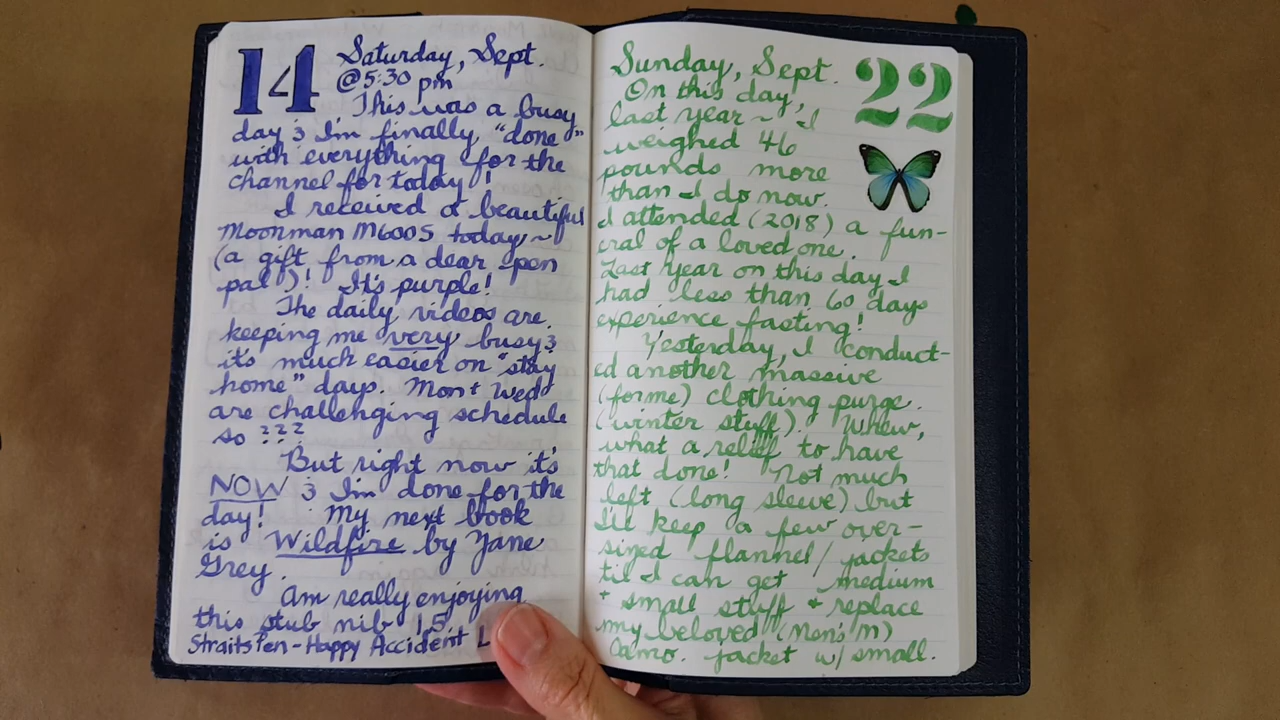 14 Saturday, Sept.
@5:30 pm
This was a busy
day & I'm finally "done"
with everything for the
channel for today!
I received a beautiful
Moonman M600S today ~
(a gift from a dear pen
pal)! It's purple!
The daily videos are
keeping me very busy &
it's much easier on "stay
home" days. Mon + Wed
are challenging schedule
so ???
But right now it's
NOW & I'm done for the
day! My next book
is Wildfire by Zane
Grey.
Am really enjoying
this stub nib 1.5
Straits Pen - Happy Accident
Sunday, Sept. 22
On this day,
last year ~ I
weighed 46
pounds more
than I do now.
I attended (2018) a fun-
eral of a loved one.
Last year on this day I
had less than 60 days
experience fasting!
Yesterday, I conduct-
ed another massive
(for me) clothing purge.
(winter stuff). Whew,
what a relief to have
that done! Not much
left (long sleeve) but
I'll keep a few over-
sized flannel / jackets
til I can get medium
+ small stuff + replace
my beloved (Men's M)
Camo. jacket w/ small.